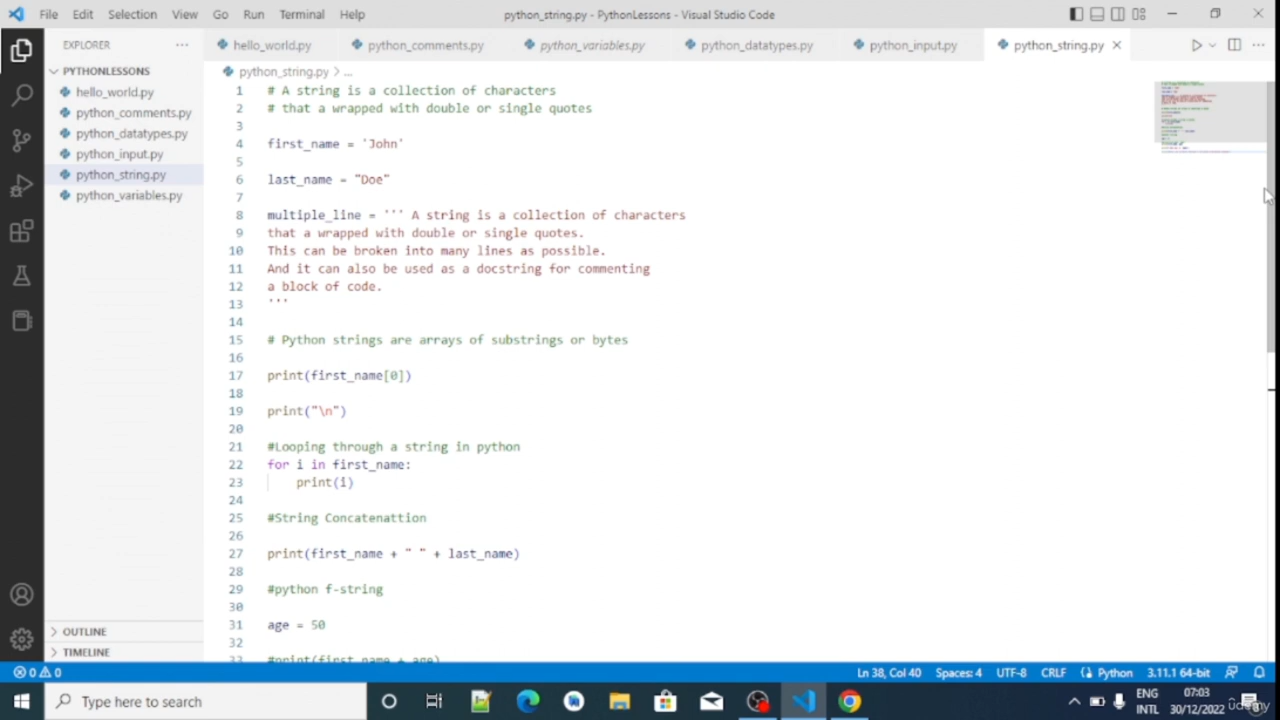 File Edit Selection View Go Run Terminal Help python_string.py - PythonLessons - Visual Studio Code
EXPLORER
hello_world.py python_comments.py python_variables.py python_datatypes.py python_input.py python_string.py
PYTHONLESSONS
hello_world.py
python_comments.py
python_datatypes.py
python_input.py
python_string.py
python_variables.py
python_string.py > ...
1 # A string is a collection of characters
2 # that a wrapped with double or single quotes
3
4 first_name = 'John'
5
6 last_name = "Doe"
7
8 multiple_line = ''' A string is a collection of characters
9 that a wrapped with double or single quotes.
10 This can be broken into many lines as possible.
11 And it can also be used as a docstring for commenting
12 a block of code.
13 '''
14
15 # Python strings are arrays of substrings or bytes
16
17 print(first_name[0])
18
19 print("\n")
20
21 #Looping through a string in python
22 for i in first_name:
23 print(i)
24
25 #String Concatenattion
26
27 print(first_name + " " + last_name)
28
29 #python f-string
30
31 age = 50
32
33 #print(first_name + age)
OUTLINE
TIMELINE
0 0 Ln 38, Col 40 Spaces: 4 UTF-8 CRLF Python 3.11.1 64-bit
Type here to search
ENG
INTL
07:03
30/12/2022
udemy